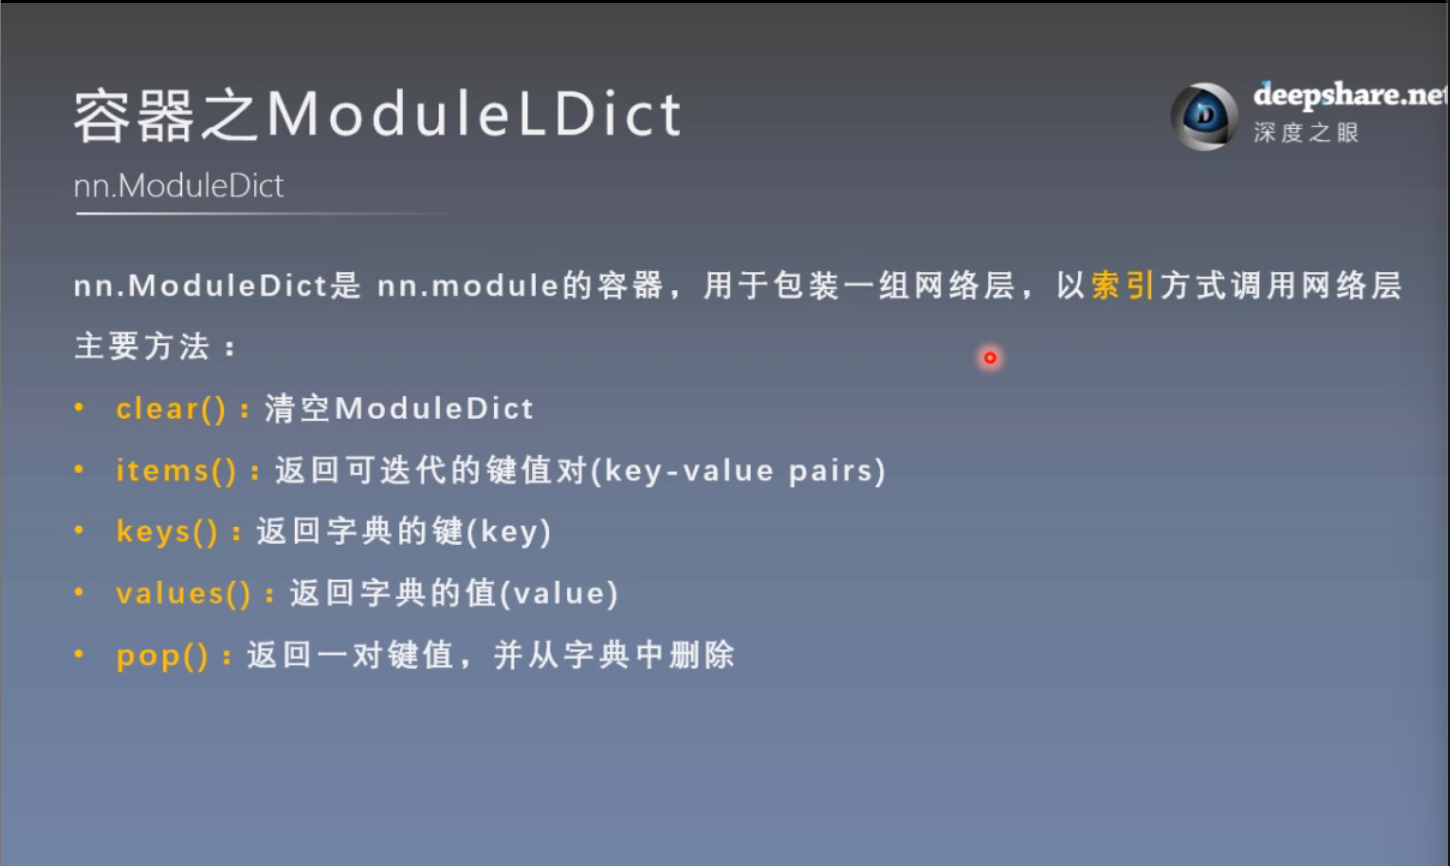 容器之ModuleLDict
deepshare.net
深度之眼
nn.ModuleDict
nn.ModuleDict是 nn.module的容器，用于包装一组网络层，以索引方式调用网络层
主要方法：
• clear()：清空ModuleDict
• items()：返回可迭代的键值对(key-value pairs)
• keys()：返回字典的键(key)
• values()：返回字典的值(value)
• pop()：返回一对键值，并从字典中删除